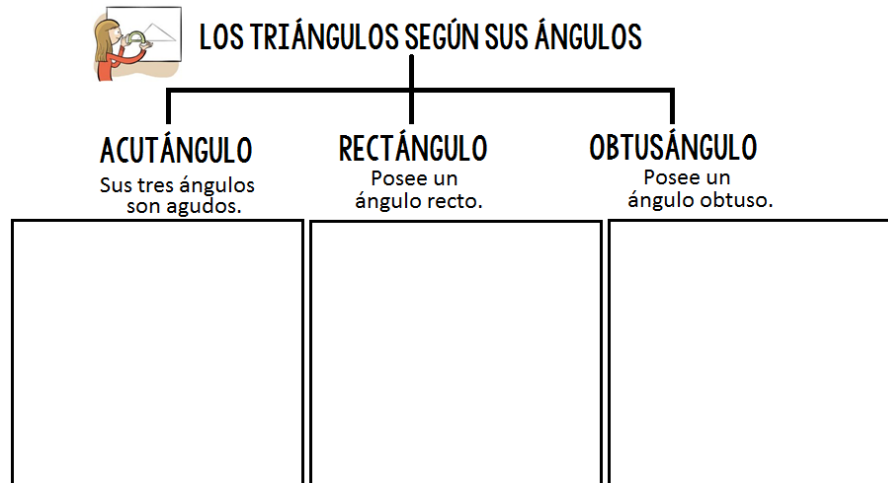 LOS TRIÁNGULOS SEGÚN SUS ÁNGULOS
ACUTÁNGULO
Sus tres ángulos
son agudos.
RECTÁNGULO
Posee un
ángulo recto.
OBTUSÁNGULO
Posee un
ángulo obtuso.